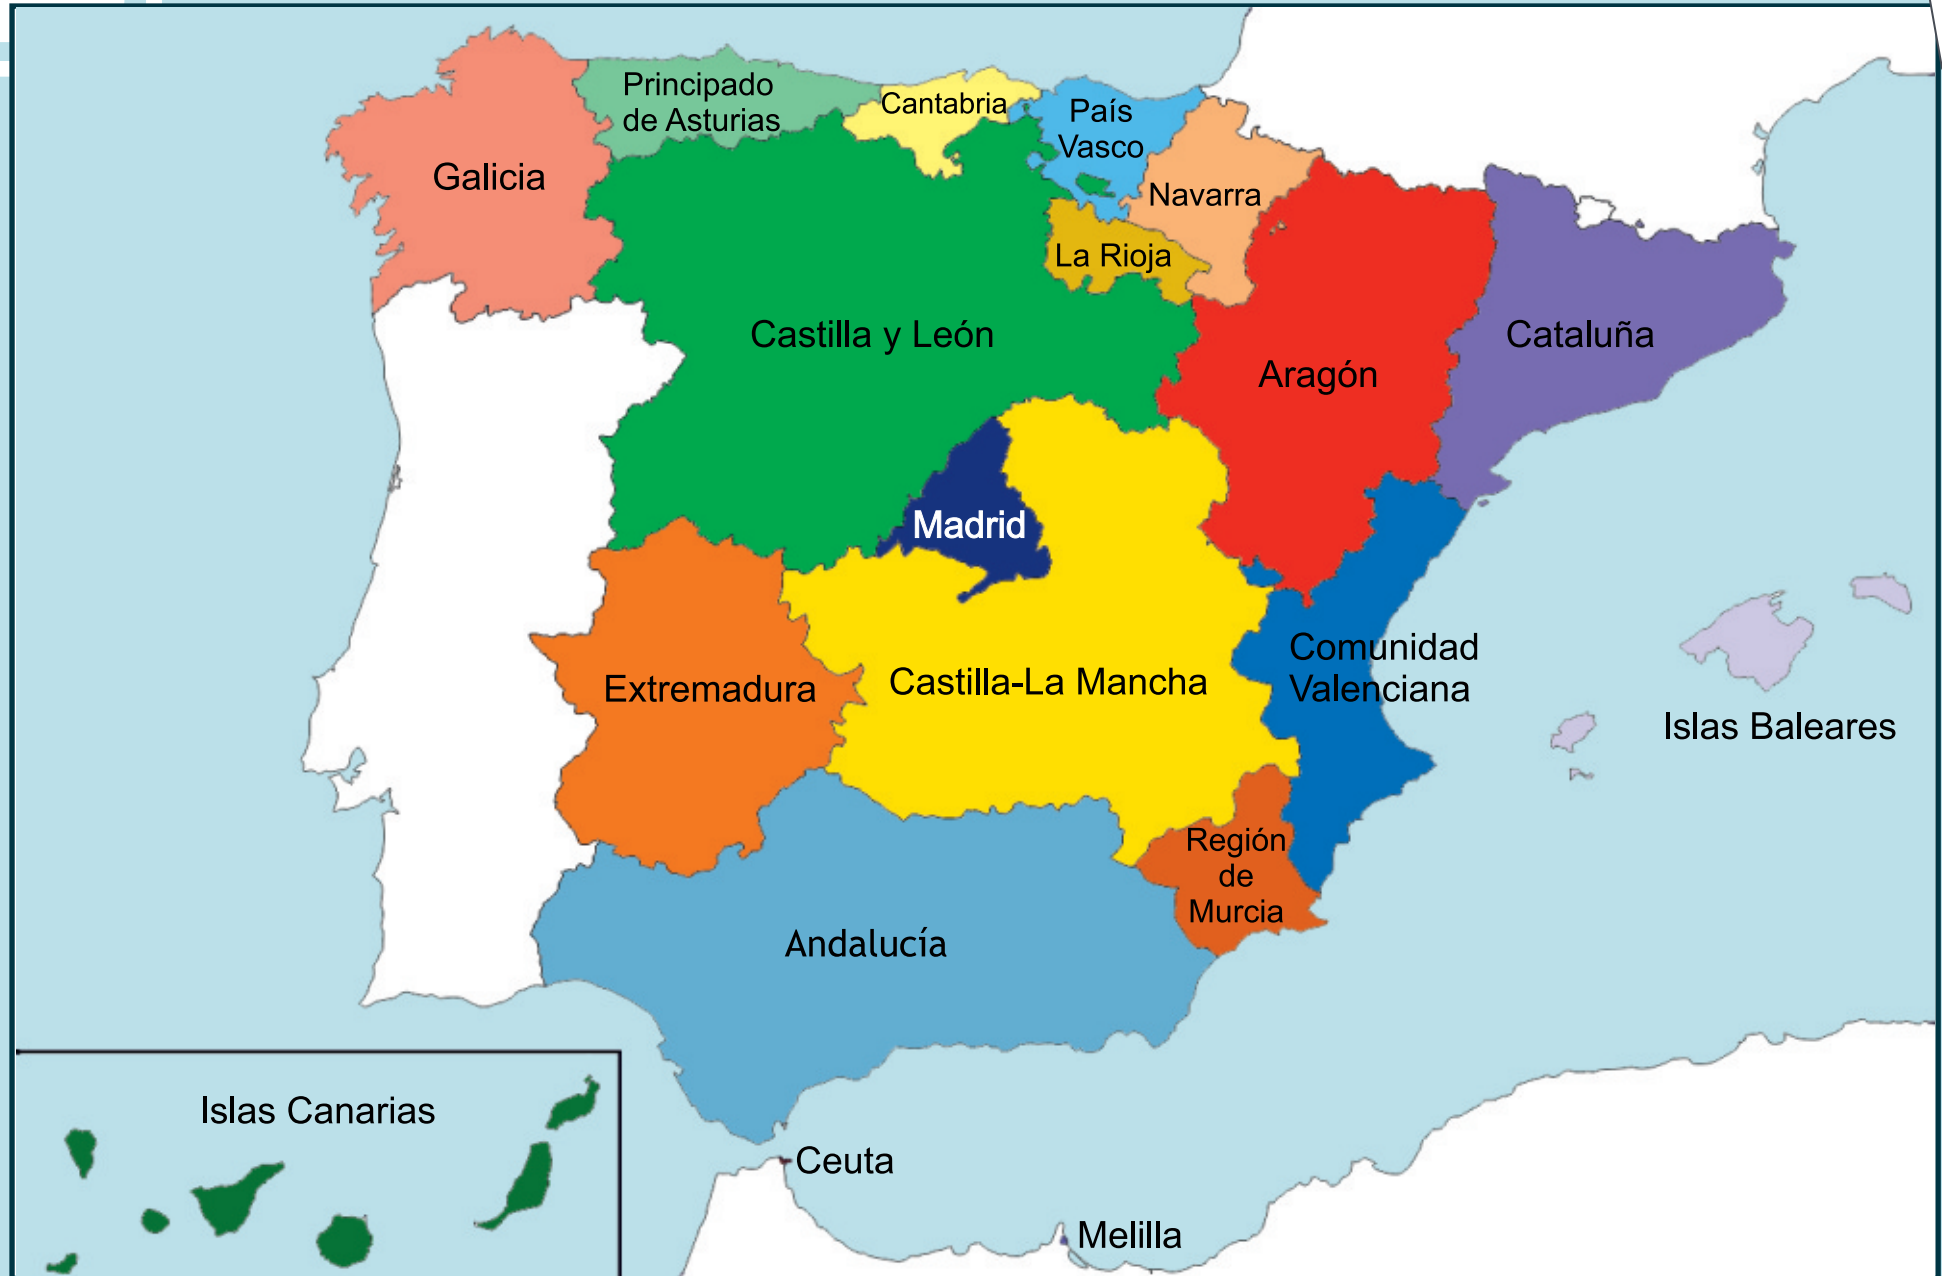 Principado
de Asturias
Cantabria
País
Vasco
Galicia
Navarra
La Rioja
Castilla y León
Cataluña
Aragón
Madrid
Comunidad
Valenciana
Extremadura
Castilla-La Mancha
Islas Baleares
Región
de
Murcia
Andalucía
Islas Canarias
Ceuta
Melilla